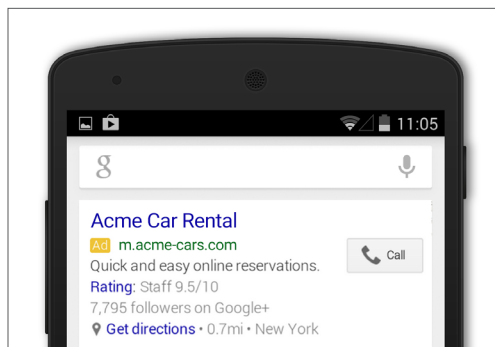 11:05
g
Acme Car Rental
Ad m.acme-cars.com
Call
Quick and easy online reservations.
Rating: Staff 9.5/10
7,795 followers on Google+
Get directions • 0.7mi • New York